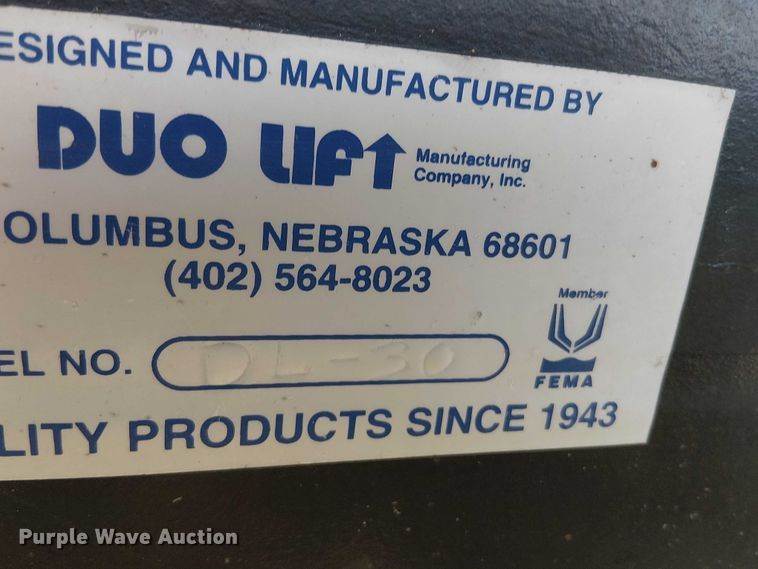 ESIGNED AND MANUFACTURED BY
DUO LIFT Manufacturing
Company, Inc.
OLUMBUS, NEBRASKA 68601
(402) 564-8023
Member
FEMA
EL NO. DL-30
LITY PRODUCTS SINCE 1943
Purple Wave Auction